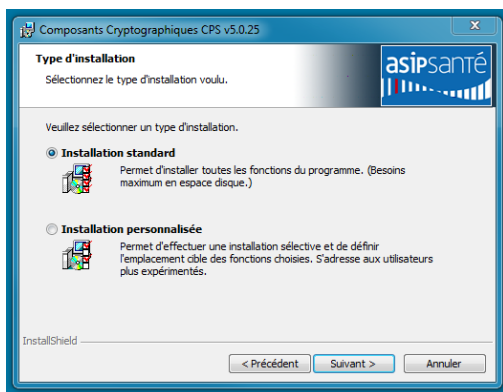 Composants Cryptographiques CPS v5.0.25
Type d'installation
Sélectionnez le type d'installation voulu.
asipsanté
Veuillez sélectionner un type d'installation.
Installation standard
Permet d'installer toutes les fonctions du programme. (Besoins
maximum en espace disque.)
Installation personnalisée
Permet d'effectuer une installation sélective et de définir
l'emplacement cible des fonctions choisies. S'adresse aux utilisateurs
plus expérimentés.
InstallShield
< Précédent Suivant > Annuler